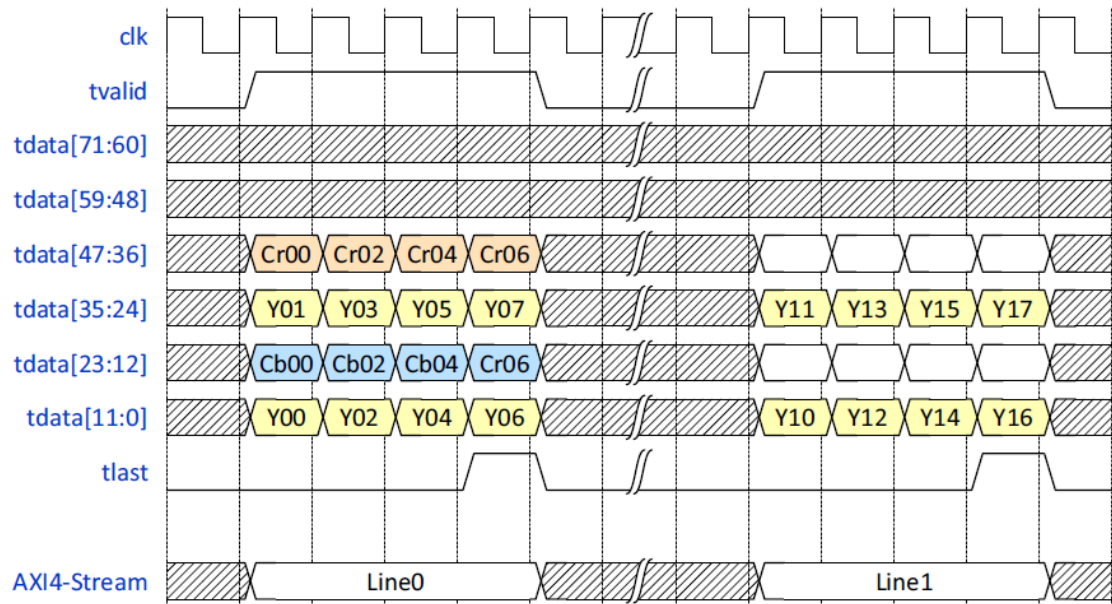 clk
tvalid
tdata[71:60]
tdata[59:48]
tdata[47:36] Cr00 Cr02 Cr04 Cr06
tdata[35:24] Y01 Y03 Y05 Y07 Y11 Y13 Y15 Y17
tdata[23:12] Cb00 Cb02 Cb04 Cr06
tdata[11:0] Y00 Y02 Y04 Y06 Y10 Y12 Y14 Y16
tlast
AXI4-Stream Line0 Line1